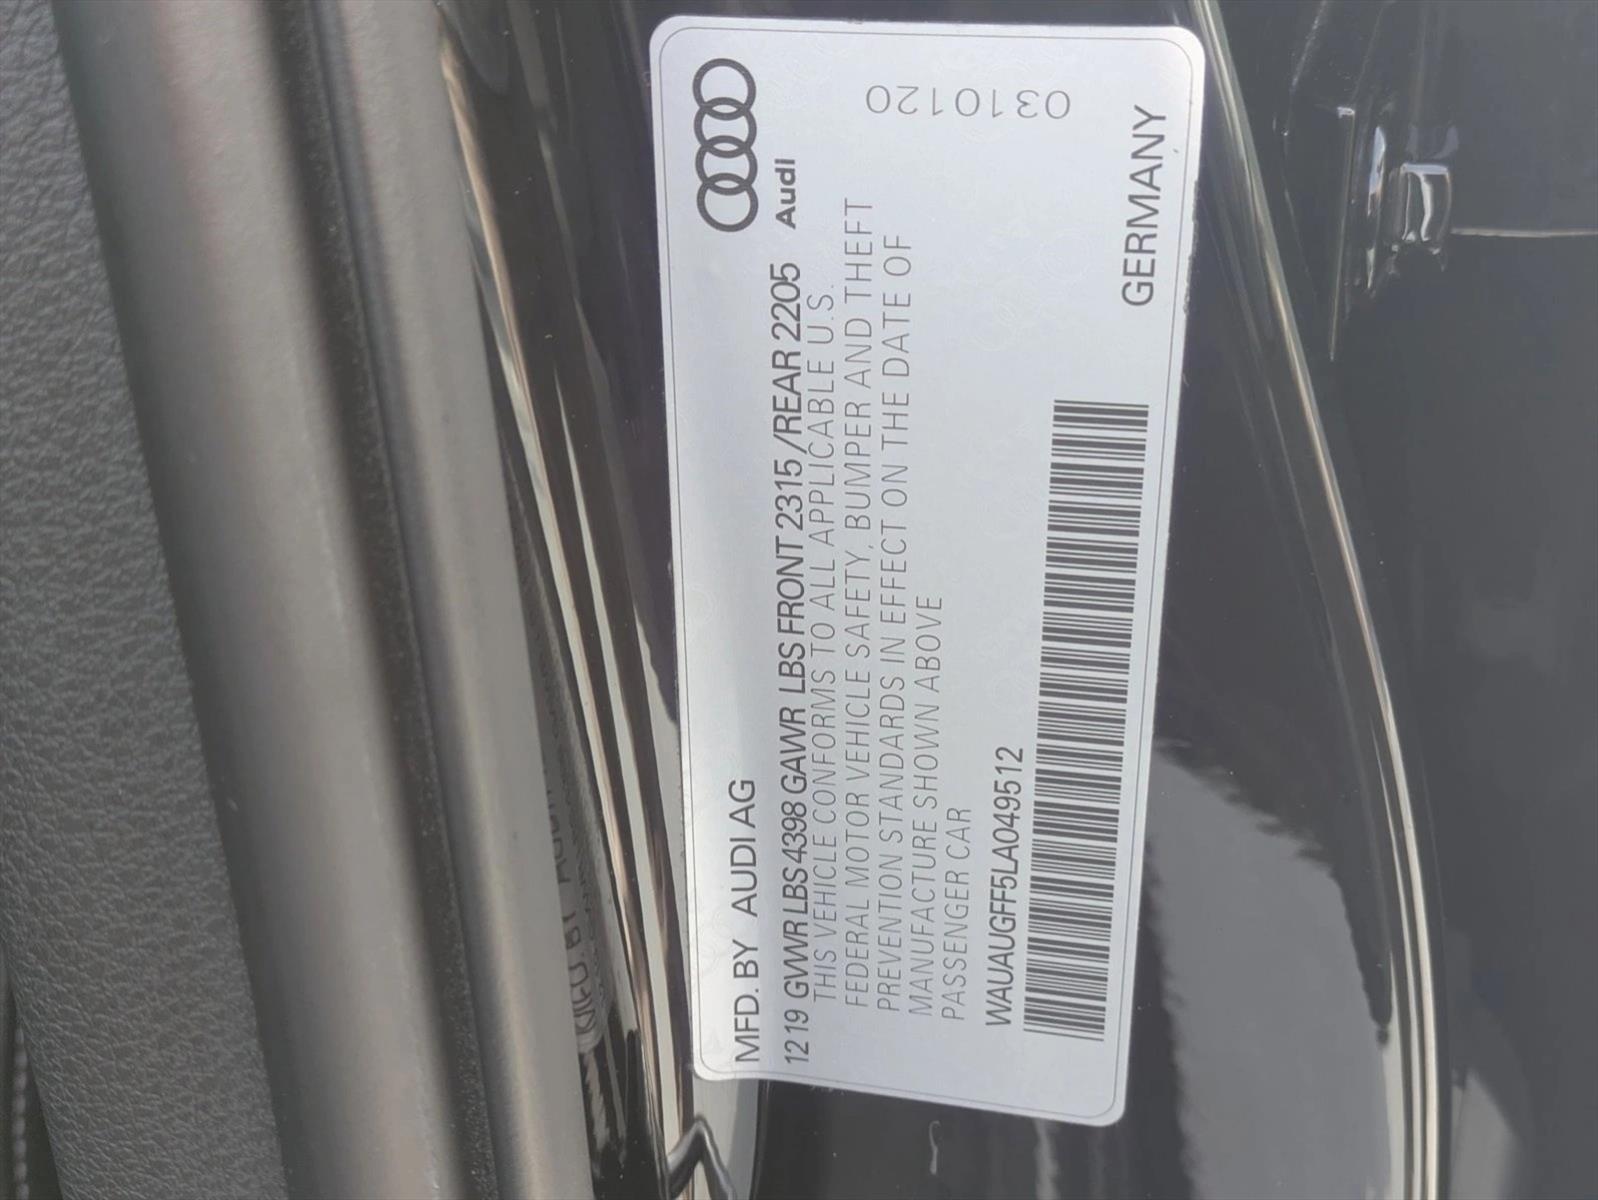 MFD. BY AUDI AG
Audi
12 19 GVWR LBS 4398 GAWR LBS FRONT 2315 /REAR 2205
THIS VEHICLE CONFORMS TO ALL APPLICABLE U.S.
FEDERAL MOTOR VEHICLE SAFETY, BUMPER AND THEFT
PREVENTION STANDARDS IN EFFECT ON THE DATE OF
MANUFACTURE SHOWN ABOVE
PASSENGER CAR
0310120
WAUAUGFF5LA049512
GERMANY